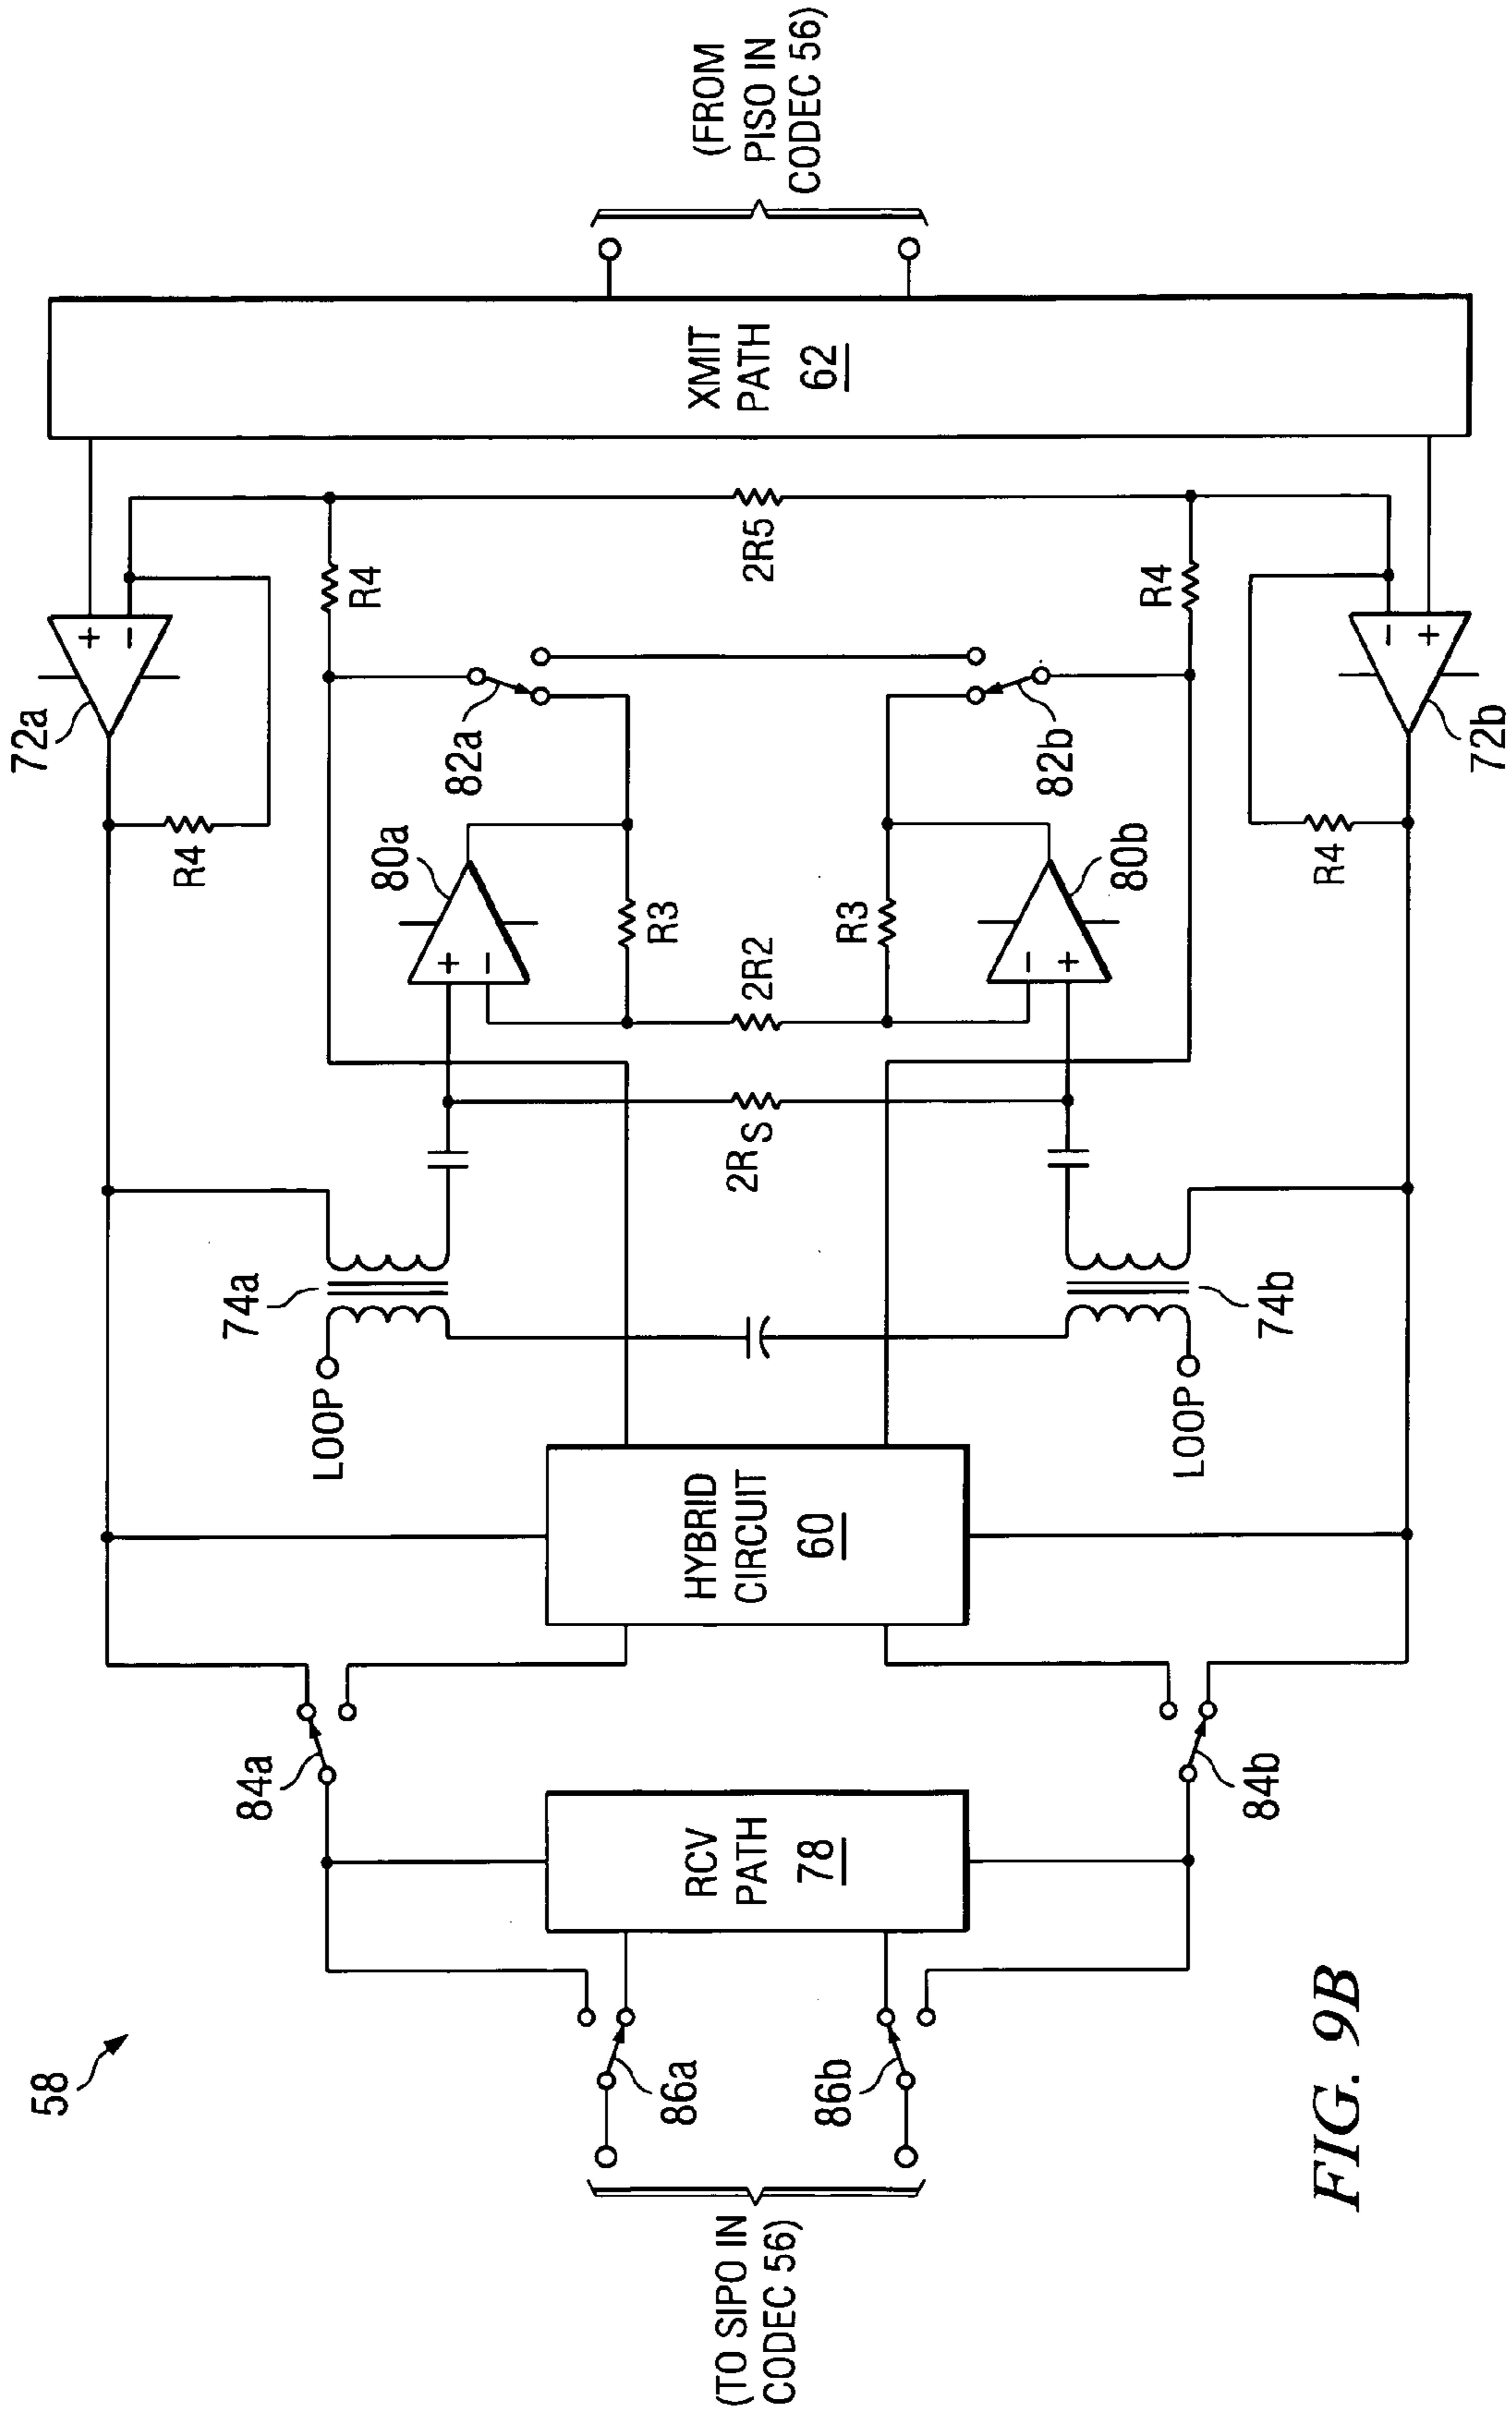 58
(TO SIPO IN
CODEC 56)
86a
86b
RCV
PATH
78
84a
84b
HYBRID
CIRCUIT
60
LOOP
LOOP
74a
74b
2RS
2R2
R3
R3
+
−
−
+
80a
80b
82a
82b
R4
R4
2R5
R4
R4
72a
72b
+
−
−
+
XMIT
PATH
62
(FROM
PISO IN
CODEC 56)
FIG. 9B